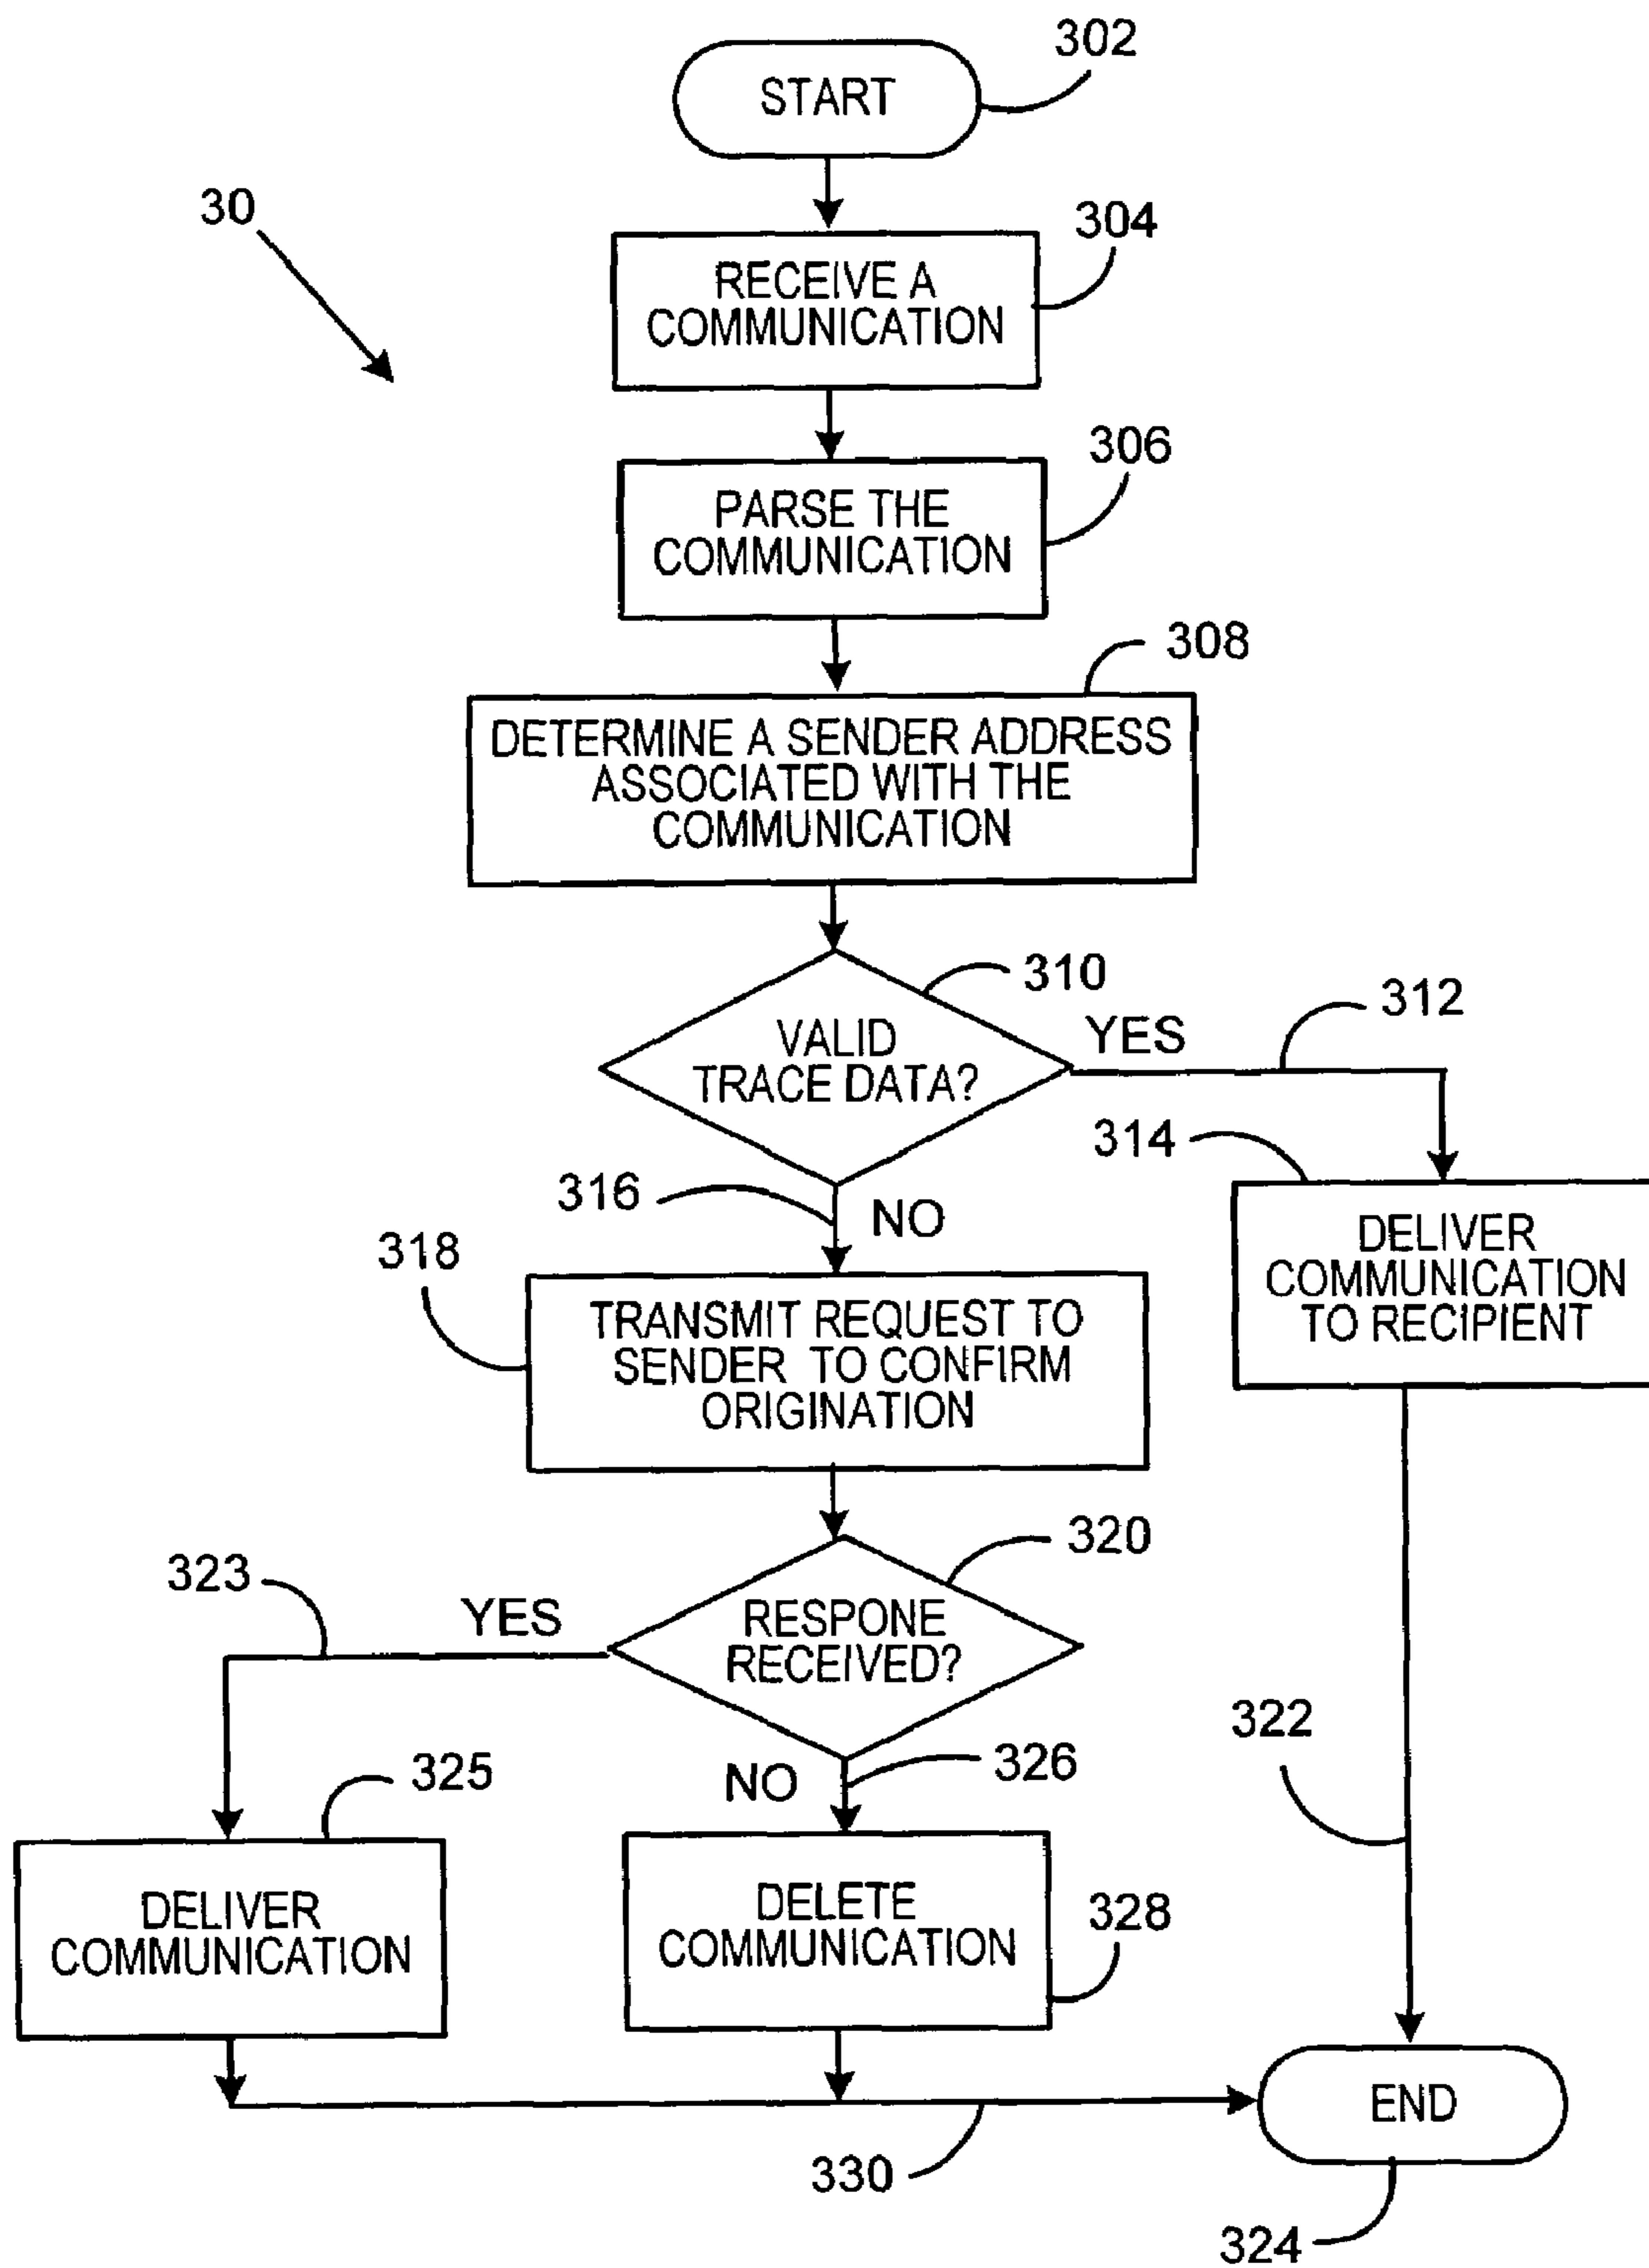 302
START
30
304
RECEIVE A
COMMUNICATION
306
PARSE THE
COMMUNICATION
308
DETERMINE A SENDER ADDRESS
ASSOCIATED WITH THE
COMMUNICATION
310
312
VALID
TRACE DATA?
YES
314
316
NO
DELIVER
COMMUNICATION
TO RECIPIENT
318
TRANSMIT REQUEST TO
SENDER TO CONFIRM
ORIGINATION
320
323
YES
RESPONE
RECEIVED?
322
326
NO
325
DELIVER
COMMUNICATION
DELETE
COMMUNICATION
328
END
330
324